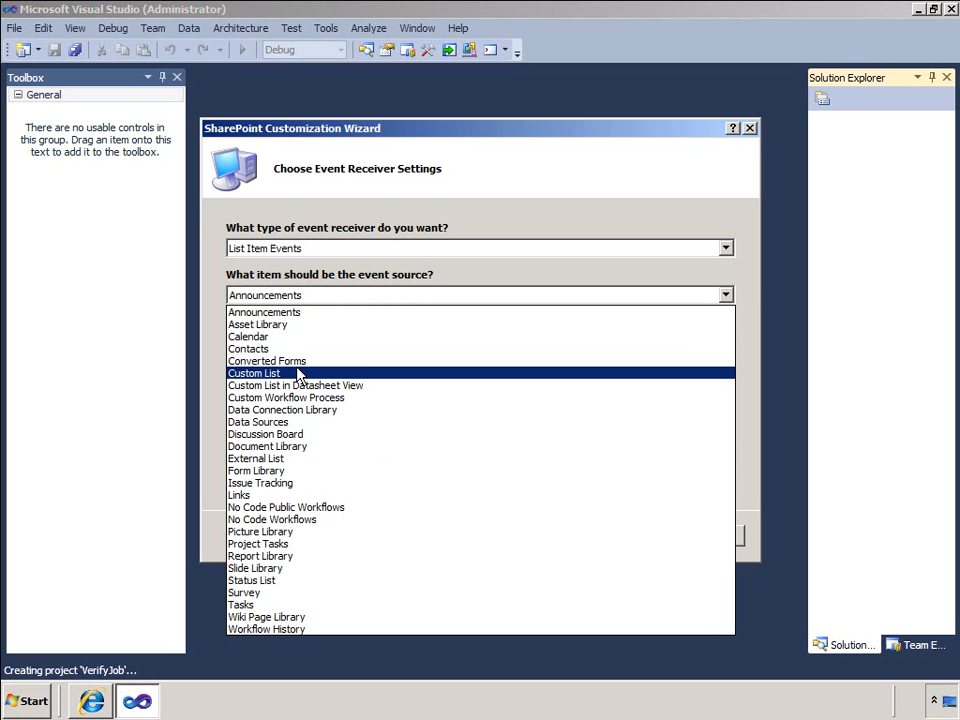 Microsoft Visual Studio (Administrator)
File Edit View Debug Team Data Architecture Test Tools Analyze Window Help
Debug
Toolbox
General
There are no usable controls in
this group. Drag an item onto this
text to add it to the toolbox.
Solution Explorer
SharePoint Customization Wizard
Choose Event Receiver Settings
What type of event receiver do you want?
List Item Events
What item should be the event source?
Announcements
Announcements
Asset Library
Calendar
Contacts
Converted Forms
Custom List
Custom List in Datasheet View
Custom Workflow Process
Data Connection Library
Data Sources
Discussion Board
Document Library
External List
Form Library
Issue Tracking
Links
No Code Public Workflows
No Code Workflows
Picture Library
Project Tasks
Report Library
Slide Library
Status List
Survey
Tasks
Wiki Page Library
Workflow History
Solution... Team E...
Creating project 'VerifyJob'...
Start